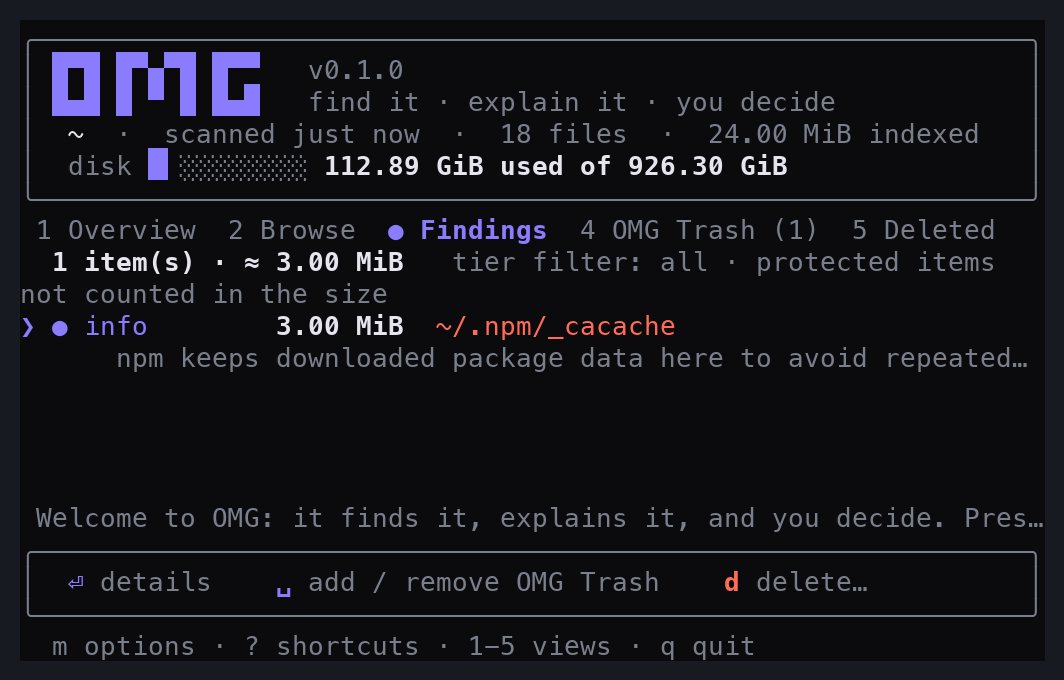 OMG v0.1.0
find it · explain it · you decide
~ · scanned just now · 18 files · 24.00 MiB indexed
disk █░░░░░░░░ 112.89 GiB used of 926.30 GiB
1 Overview 2 Browse ● Findings 4 OMG Trash (1) 5 Deleted
1 item(s) · ≈ 3.00 MiB tier filter: all · protected items
not counted in the size
❯ ● info 3.00 MiB ~/.npm/_cacache
npm keeps downloaded package data here to avoid repeated…
Welcome to OMG: it finds it, explains it, and you decide. Pres…
⏎ details ␣ add / remove OMG Trash d delete…
m options · ? shortcuts · 1–5 views · q quit